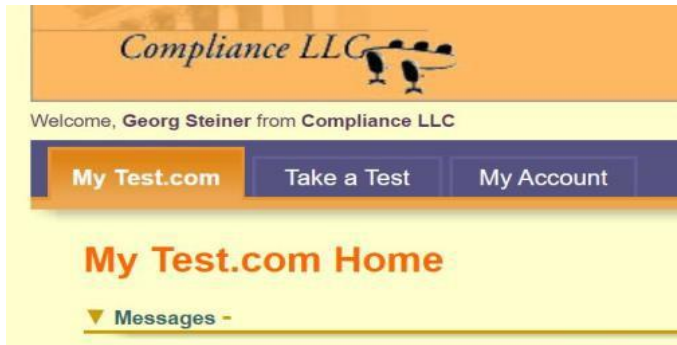 Compliance LLC
Welcome, Georg Steiner from Compliance LLC
My Test.com Take a Test My Account
My Test.com Home
▼ Messages -